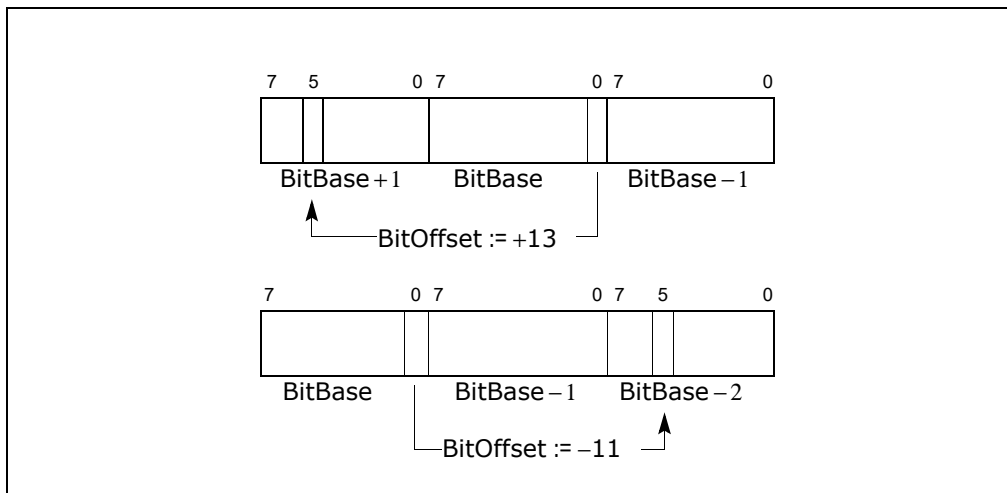 7 5 0 7 0 7 0
BitBase +1 BitBase BitBase −1
BitOffset := +13
7 0 7 0 7 5 0
BitBase BitBase −1 BitBase −2
BitOffset := −11